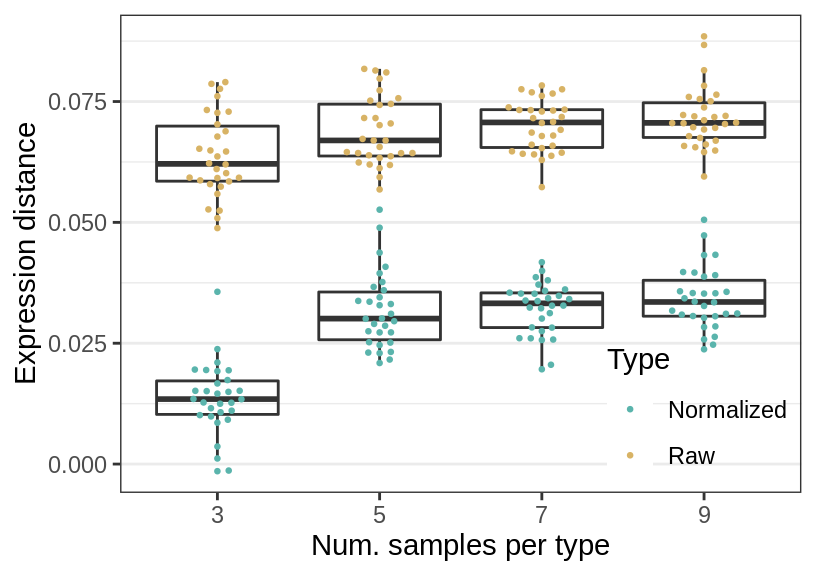 Expression distance
0.075
0.050
0.025
0.000
Type
Normalized
Raw
3 5 7 9
Num. samples per type